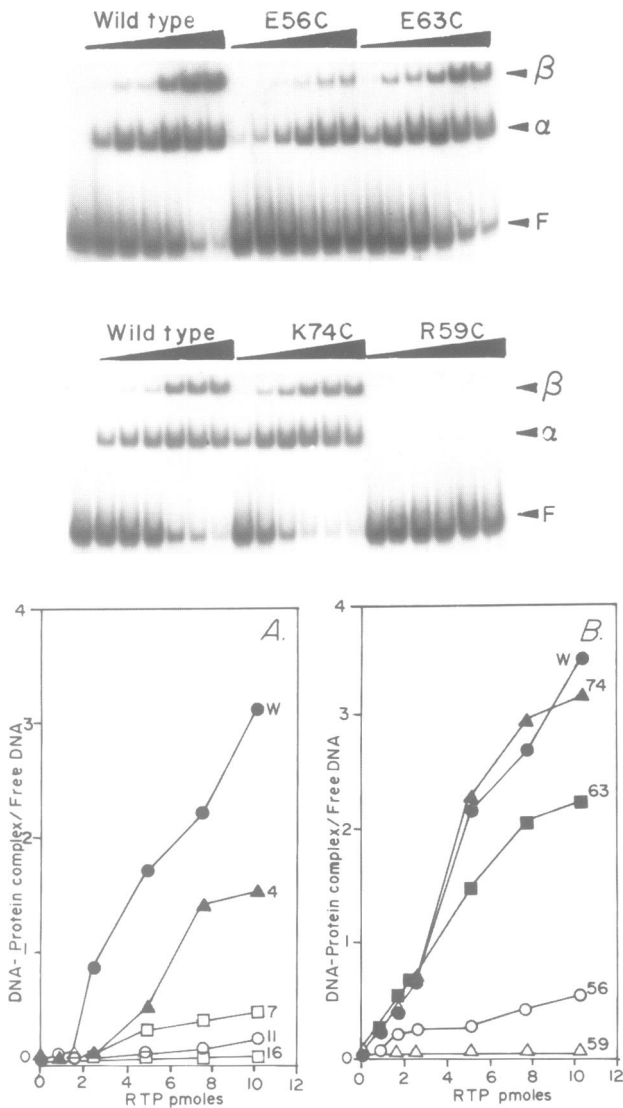 Wild type E56C E63C
β
α
F
Wild type K74C R59C
β
α
F
A.
4
3
2
1
0
DNA-Protein complex/Free DNA
W
4
7
11
16
0 2 4 6 8 10 12
RTP pmoles
B.
4
3
2
1
0
DNA-Protein complex/Free DNA
W
74
63
56
59
0 2 4 6 8 10 12
RTP pmoles